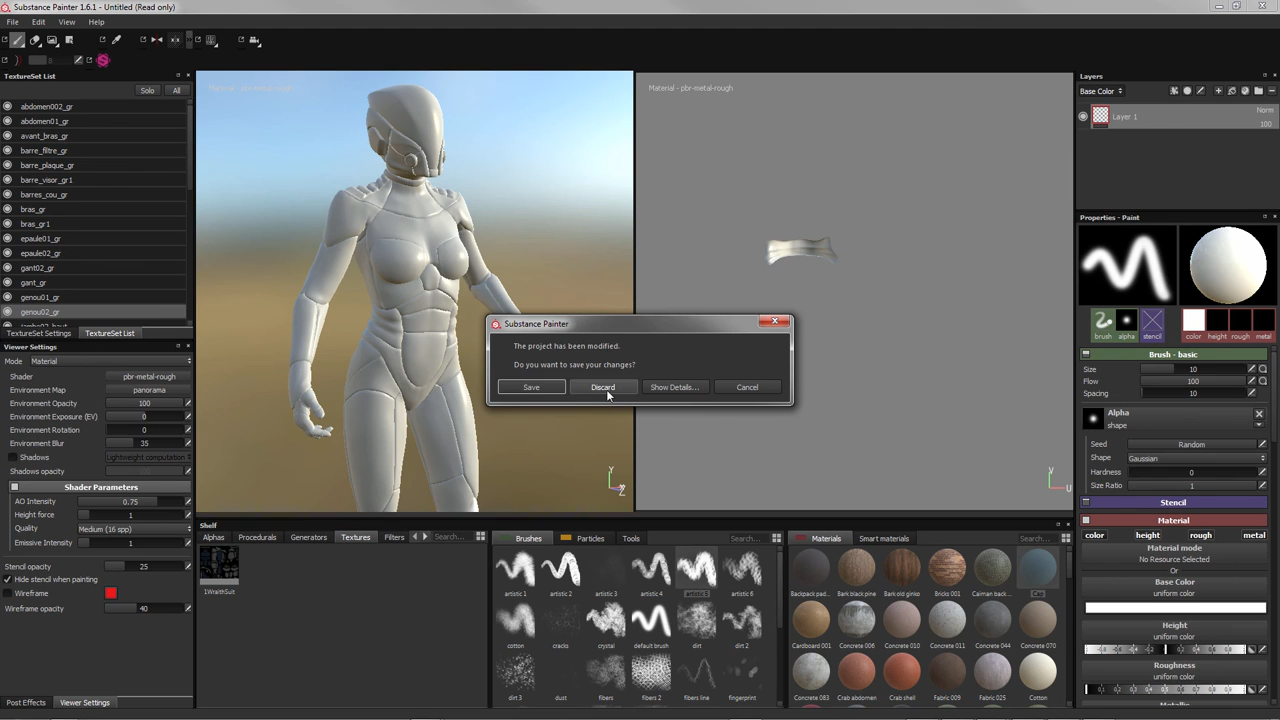 Substance Painter 1.6.1 - Untitled (Read only)
File Edit View Help
TextureSet List
Solo All
abdomen002_gr
abdomen01_gr
avant_bras_gr
barre_filtre_gr
barre_plaque_gr
barre_visor_gr1
barres_cou_gr
bras_gr
bras_gr1
epaule01_gr
epaule02_gr
gant02_gr
gant_gr
genou01_gr
genou02_gr
TextureSet Settings TextureSet List
Viewer Settings
Mode Material
Shader pbr-metal-rough
Environment Map panorama
Environment Opacity 100
Environment Exposure (EV) 0
Environment Rotation 0
Environment Blur 35
Shadows Lightweight computation
Shadows opacity
Shader Parameters
AO Intensity 0.75
Height force 1
Quality Medium (16 spp)
Emissive Intensity 1
Stencil opacity 25
Hide stencil when painting
Wireframe
Wireframe opacity 40
Post Effects Viewer Settings
Material - pbr-metal-rough
Y
Z
V
U
Substance Painter
The project has been modified.
Do you want to save your changes?
Save Discard Show Details... Cancel
Shelf
Alphas Procedurals Generators Textures Filters Search...
1WraithSuit
Brushes Particles Tools Search...
artistic 1 artistic 2 artistic 3 artistic 4 artistic 5 artistic 6
cotton cracks crystal default brush dirt dirt 2
dirt 3 dust fibers fibers 2 fibers line fingerprint
Materials Smart materials Search...
Backpack pad... Bark black pine Bark old ginko Bricks 001 Caiman back ... Car
Cardboard 001 Concrete 006 Concrete 010 Concrete 011 Concrete 044 Concrete 070
Concrete 083 Crab abdomen Crab shell Fabric 009 Fabric 025 Cotton
Layers
Base Color
Layer 1 Norm
100
Properties - Paint
brush alpha stencil color height rough metal
Brush - basic
Size 10
Flow 100
Spacing 10
Alpha
shape
Seed Random
Shape Gaussian
Hardness 0
Size Ratio 1
Stencil
Material
color height rough metal
Material mode
No Resource Selected
Or
Base Color
uniform color
Height
uniform color
Roughness
uniform color